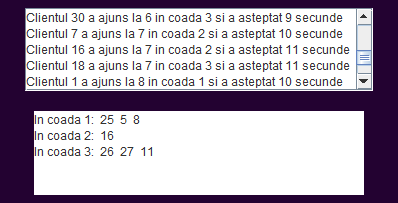 Clientul 30 a ajuns la 6 in coada 3 si a asteptat 9 secunde
Clientul 7 a ajuns la 7 in coada 2 si a asteptat 10 secunde
Clientul 16 a ajuns la 7 in coada 2 si a asteptat 11 secunde
Clientul 18 a ajuns la 7 in coada 3 si a asteptat 11 secunde
Clientul 1 a ajuns la 8 in coada 1 si a asteptat 10 secunde
In coada 1: 25 5 8
In coada 2: 16
In coada 3: 26 27 11